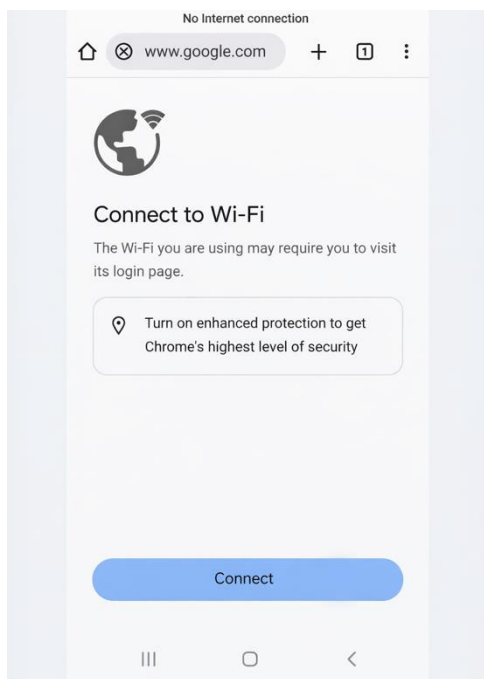 No Internet connection
www.google.com
1
Connect to Wi-Fi
The Wi-Fi you are using may require you to visit
its login page.
Turn on enhanced protection to get
Chrome's highest level of security
Connect